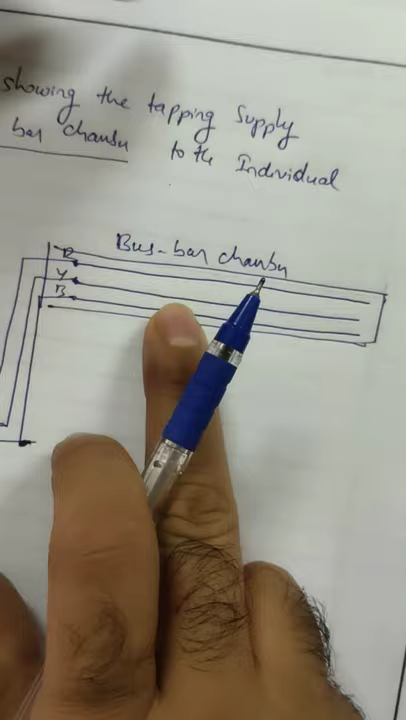 showing the tapping supply
bar chamber to the Individual
Bus-bar chamber
R
Y
B